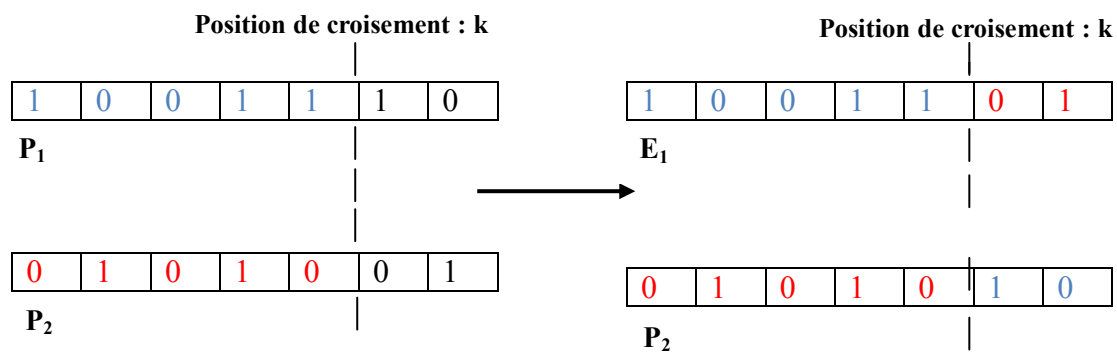 Position de croisement : k
1 0 0 1 1 1 0
P₁
0 1 0 1 0 0 1
P₂
Position de croisement : k
1 0 0 1 1 0 1
E₁
0 1 0 1 0 1 0
P₂